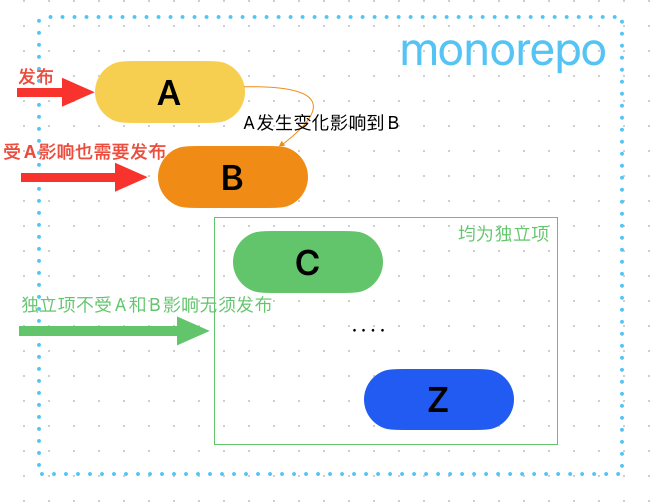 monorepo
发布
A
A发生变化影响到B
受A影响也需要发布
B
均为独立项
C
独立项不受A和B影响无须发布
....
Z